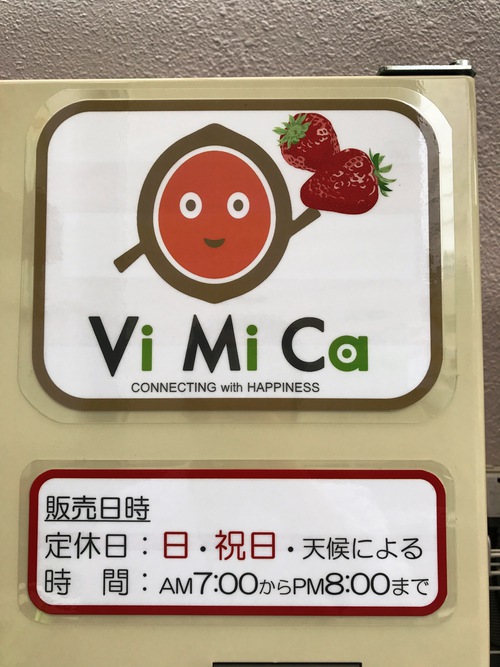 Vi Mi Ca
CONNECTING with HAPPINESS
販売日時
定休日：日・祝日・天候による
時　間：AM7:00からPM8:00まで